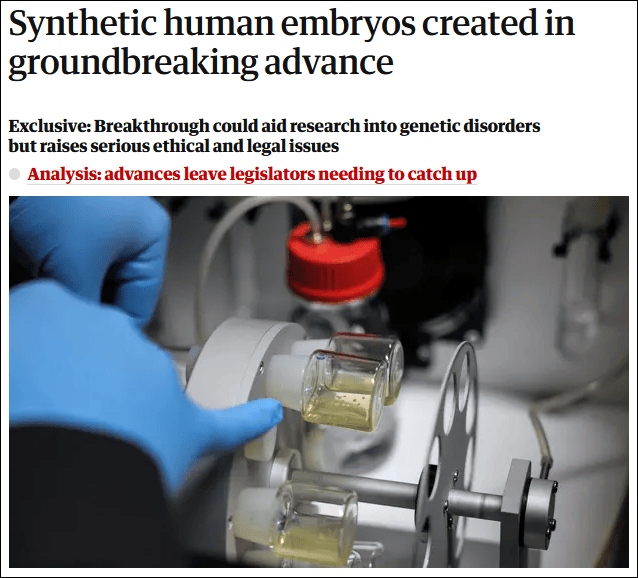 Synthetic human embryos created in
groundbreaking advance
Exclusive: Breakthrough could aid research into genetic disorders
but raises serious ethical and legal issues
Analysis: advances leave legislators needing to catch up